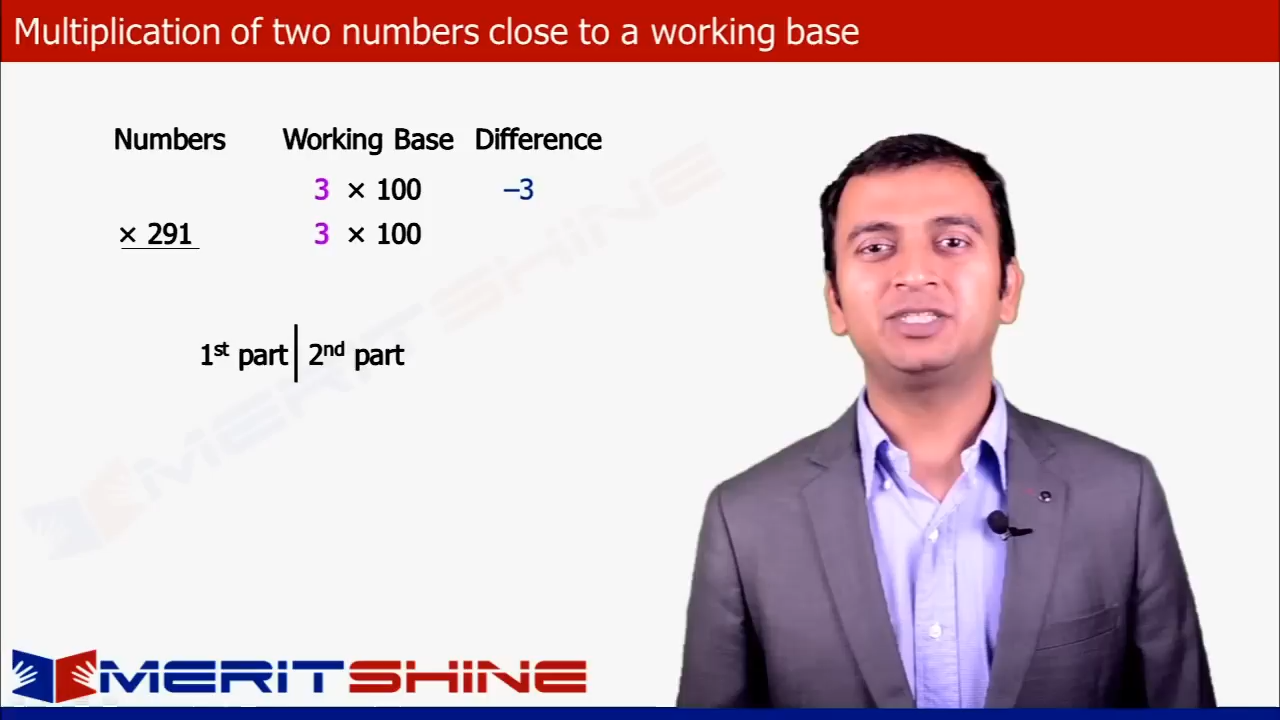 Multiplication of two numbers close to a working base
Numbers Working Base Difference
3 × 100 –3
× 291 3 × 100
1st part 2nd part
MERITSHINE
MERITSHINE